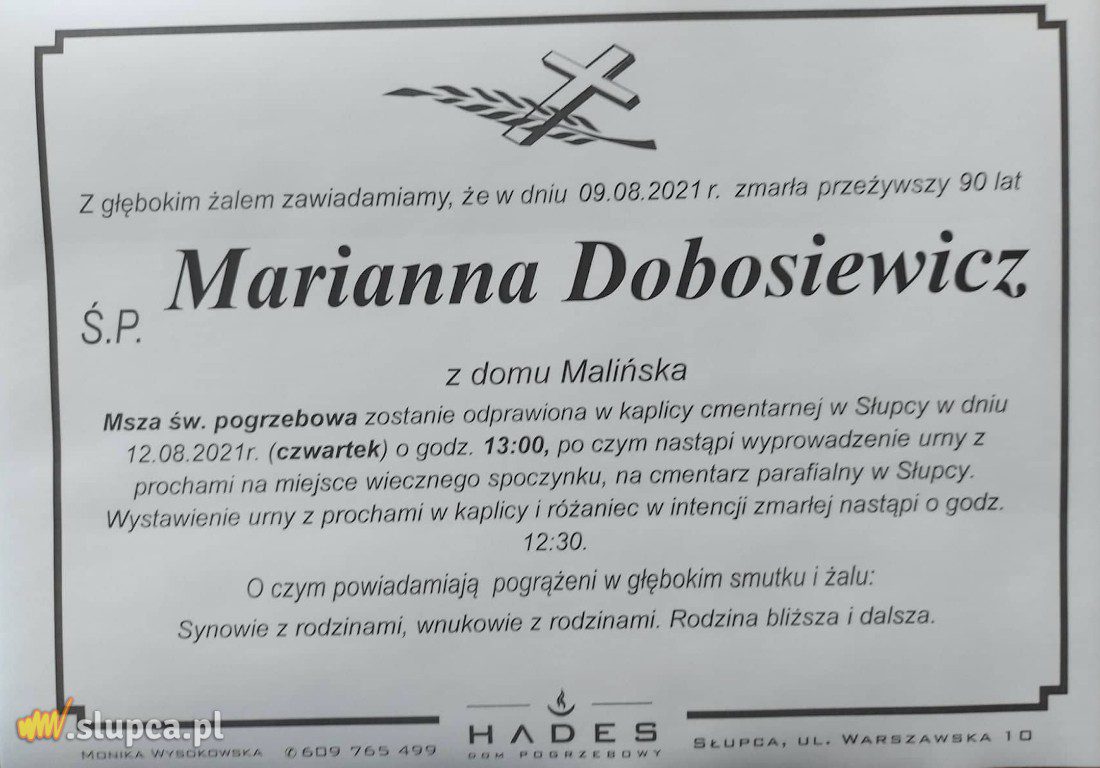 Z głębokim żalem zawiadamiamy, że w dniu 09.08.2021 r. zmarła przeżywszy 90 lat
Ś.P. Marianna Dobosiewicz
z domu Malińska
Msza św. pogrzebowa zostanie odprawiona w kaplicy cmentarnej w Słupcy w dniu
12.08.2021r. (czwartek) o godz. 13:00, po czym nastąpi wyprowadzenie urny z
prochami na miejsce wiecznego spoczynku, na cmentarz parafialny w Słupcy.
Wystawienie urny z prochami w kaplicy i różaniec w intencji zmarłej nastąpi o godz.
12:30.
O czym powiadamiają pogrążeni w głębokim smutku i żalu:
Synowie z rodzinami, wnukowie z rodzinami. Rodzina bliższa i dalsza.
www.slupca.pl
MONIKA WYSOKOWSKA ✆ 609 765 499
HADES
DOM POGRZEBOWY
SŁUPCA, UL. WARSZAWSKA 10